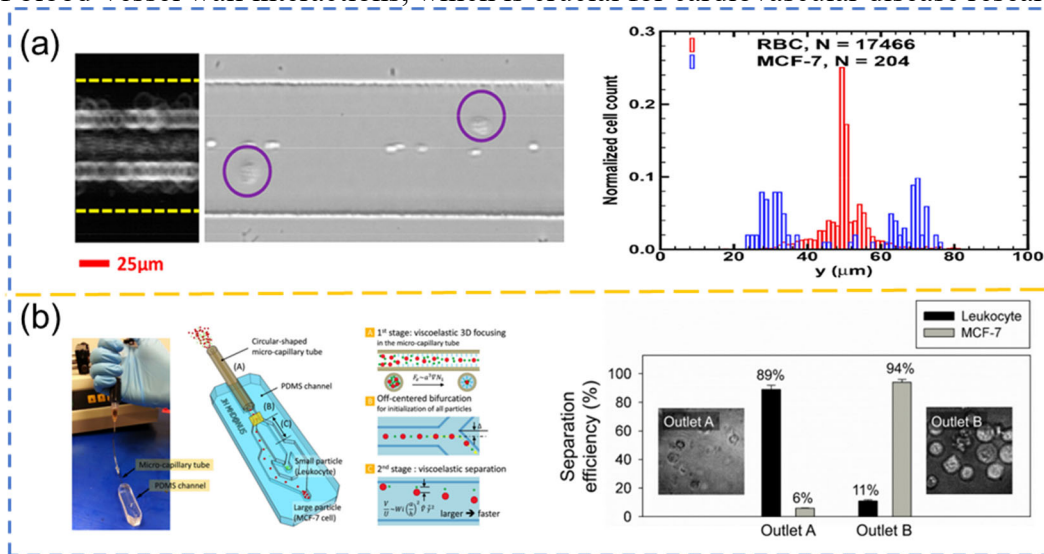 (a)
25μm
0.3
RBC, N = 17466
MCF-7, N = 204
0.2
Normalized cell count
0.1
0.0
0 20 40 60 80 100
y (μm)
(b)
Circular-shaped
micro-capillary tube
(A)
PDMS channel
(B)
(C)
Small particle
(Leukocyte)
Large particle
(MCF-7 cell)
Micro-capillary tube
PDMS channel
A 1st stage: viscoelastic 3D focusing
in the micro-capillary tube
B Off-centered bifurcation
for initialization of all particles
C 2nd stage : viscoelastic separation
larger ➔ faster
Leukocyte
MCF-7
Separation
efficiency (%)
100
80
60
40
20
0
89%
6%
11%
94%
Outlet A
Outlet B
Outlet A Outlet B